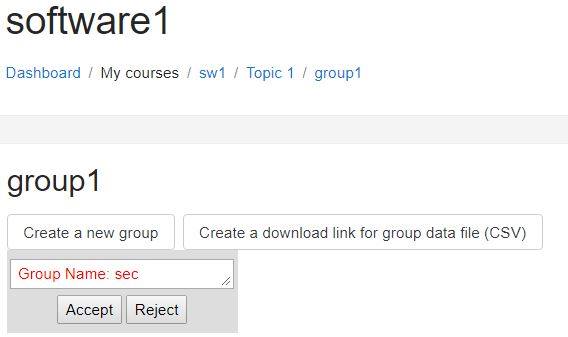 software1
Dashboard / My courses / sw1 / Topic 1 / group1
group1
Create a new group Create a download link for group data file (CSV)
Group Name: sec
Accept Reject